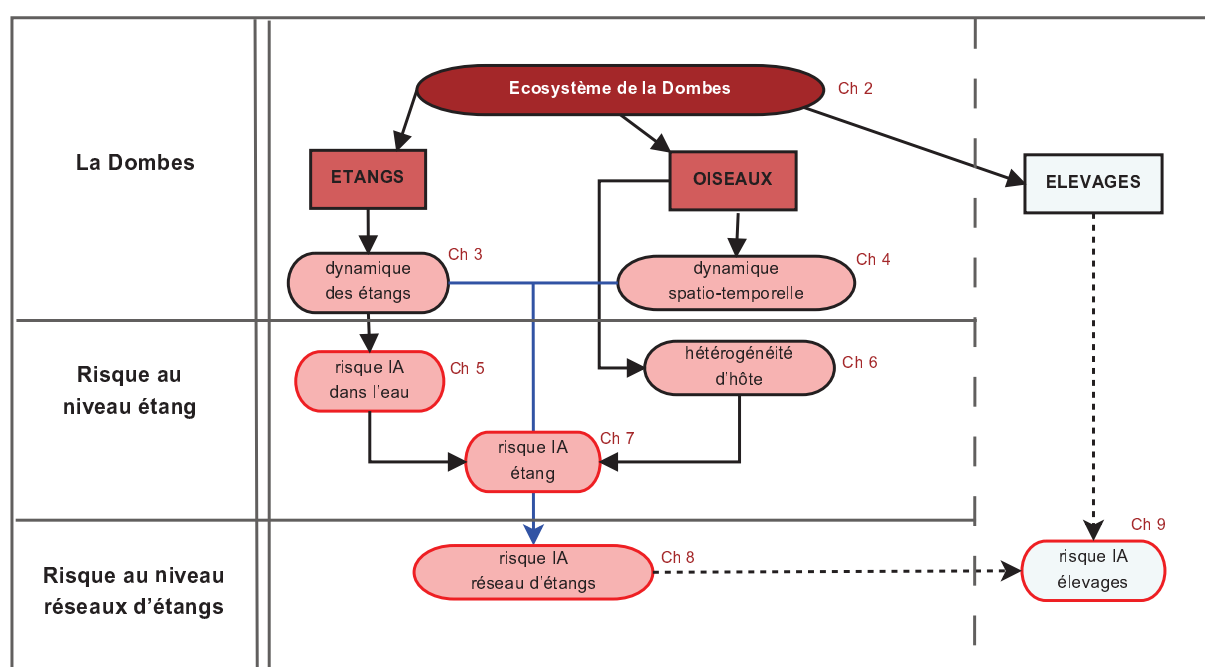 Ecosystème de la Dombes
Ch 2
La Dombes
ETANGS
OISEAUX
ELEVAGES
dynamique
des étangs
Ch 3
dynamique
spatio-temporelle
Ch 4
Risque au
niveau étang
risque IA
dans l'eau
Ch 5
hétérogénéité
d'hôte
Ch 6
risque IA
étang
Ch 7
Risque au niveau
réseaux d'étangs
risque IA
réseau d'étangs
Ch 8
Ch 9
risque IA
élevages